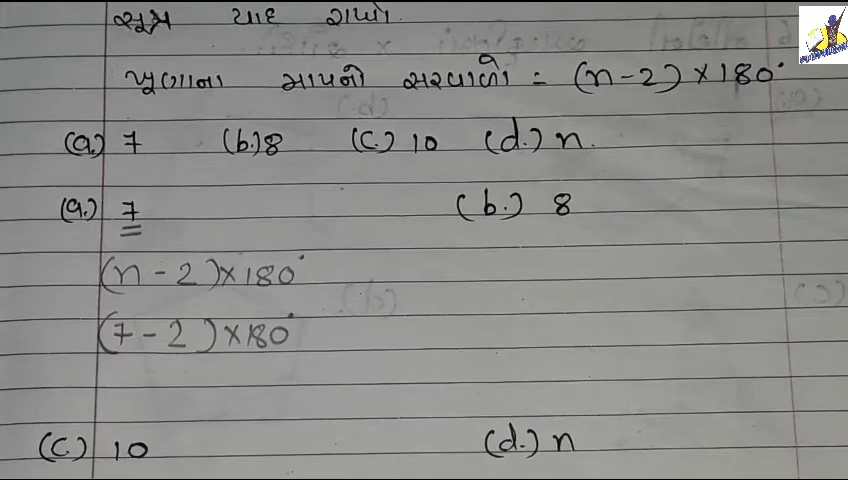 સૂત્ર યાદ રાખો.
ખૂણાના માપનો સરવાળો = (n-2) × 180°
(a.) 7 (b.) 8 (c.) 10 (d.) n.
(a.) 7 (b.) 8
(n-2) × 180°
(7-2) × 180°
(c.) 10 (d.) n